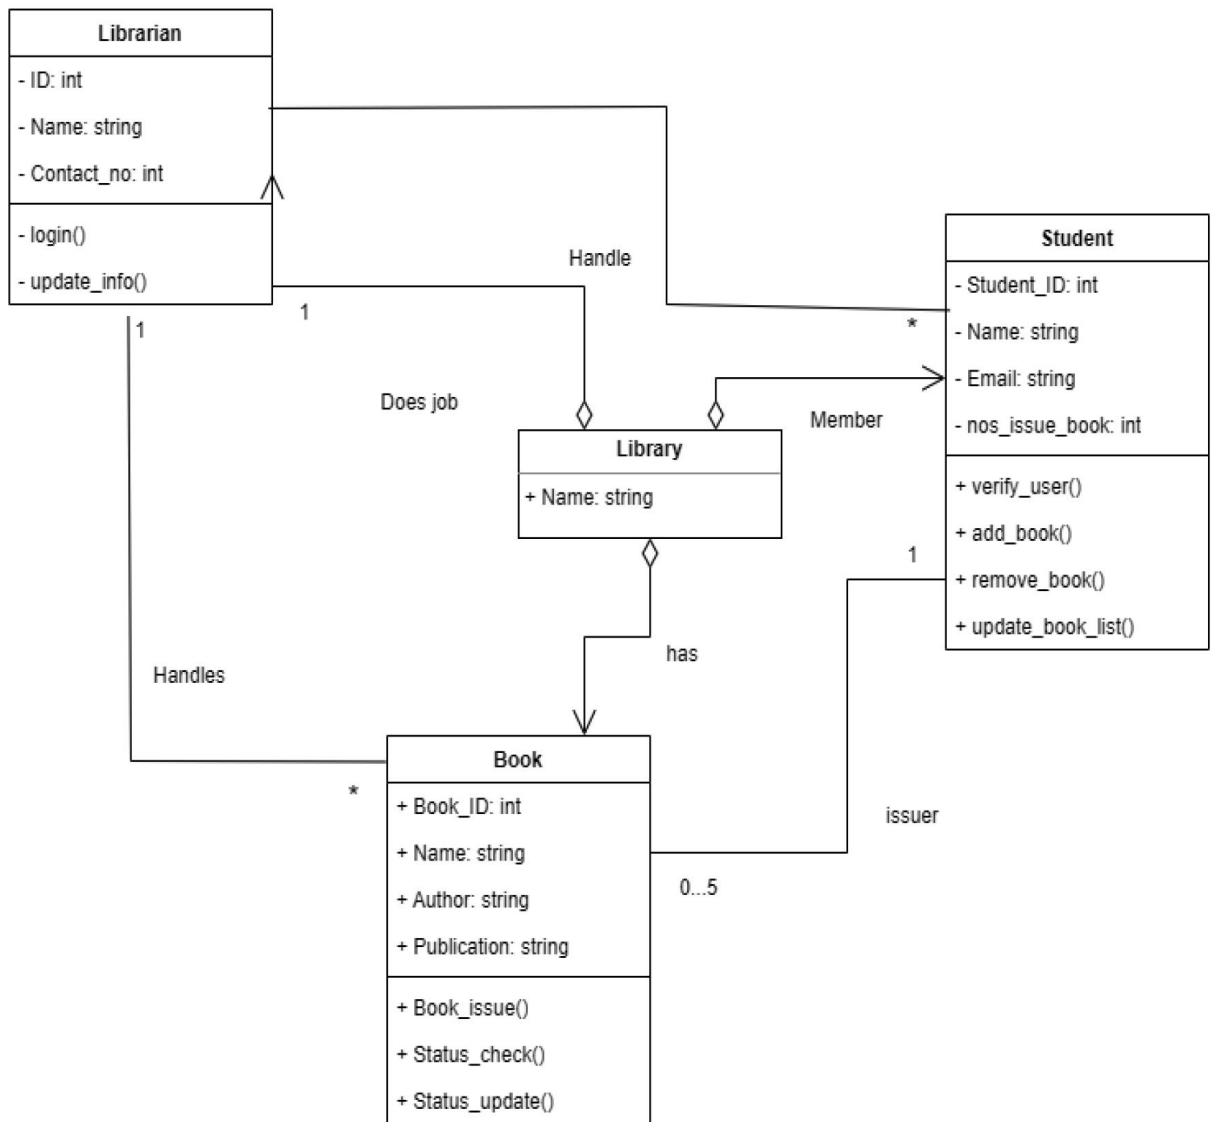 Librarian
- ID: int
- Name: string
- Contact_no: int
- login()
- update_info()
1
1
Handle
*
Student
- Student_ID: int
- Name: string
- Email: string
- nos_issue_book: int
+ verify_user()
+ add_book()
+ remove_book()
+ update_book_list()
Does job
Member
Library
+ Name: string
1
has
Handles
*
issuer
0...5
Book
+ Book_ID: int
+ Name: string
+ Author: string
+ Publication: string
+ Book_issue()
+ Status_check()
+ Status_update()